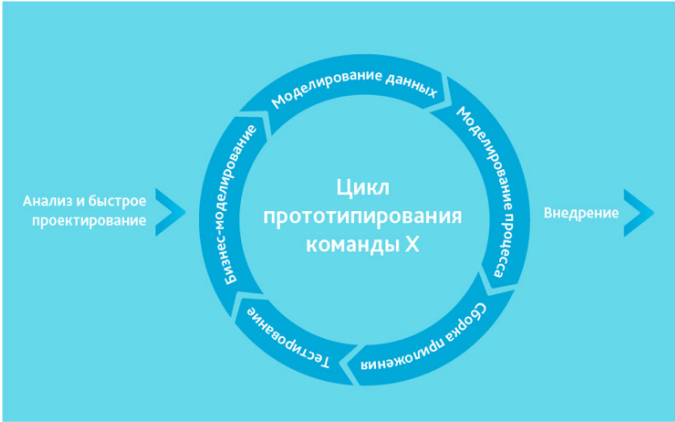 Анализ и быстрое
проектирование
Бизнес-моделирование
Моделирование данных
Моделирование процесса
Сборка приложения
Тестирование
Цикл
прототипирования
команды X
Внедрение